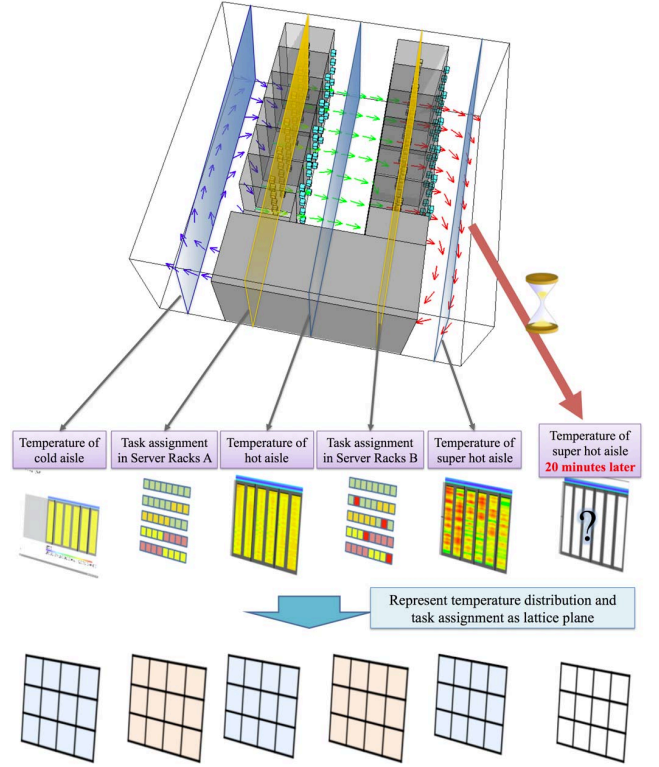 Temperature of
cold aisle
Task assignment
in Server Racks A
Temperature of
hot aisle
Task assignment
in Server Racks B
Temperature of
super hot aisle
Temperature of
super hot aisle
20 minutes later
?
Represent temperature distribution and
task assignment as lattice plane